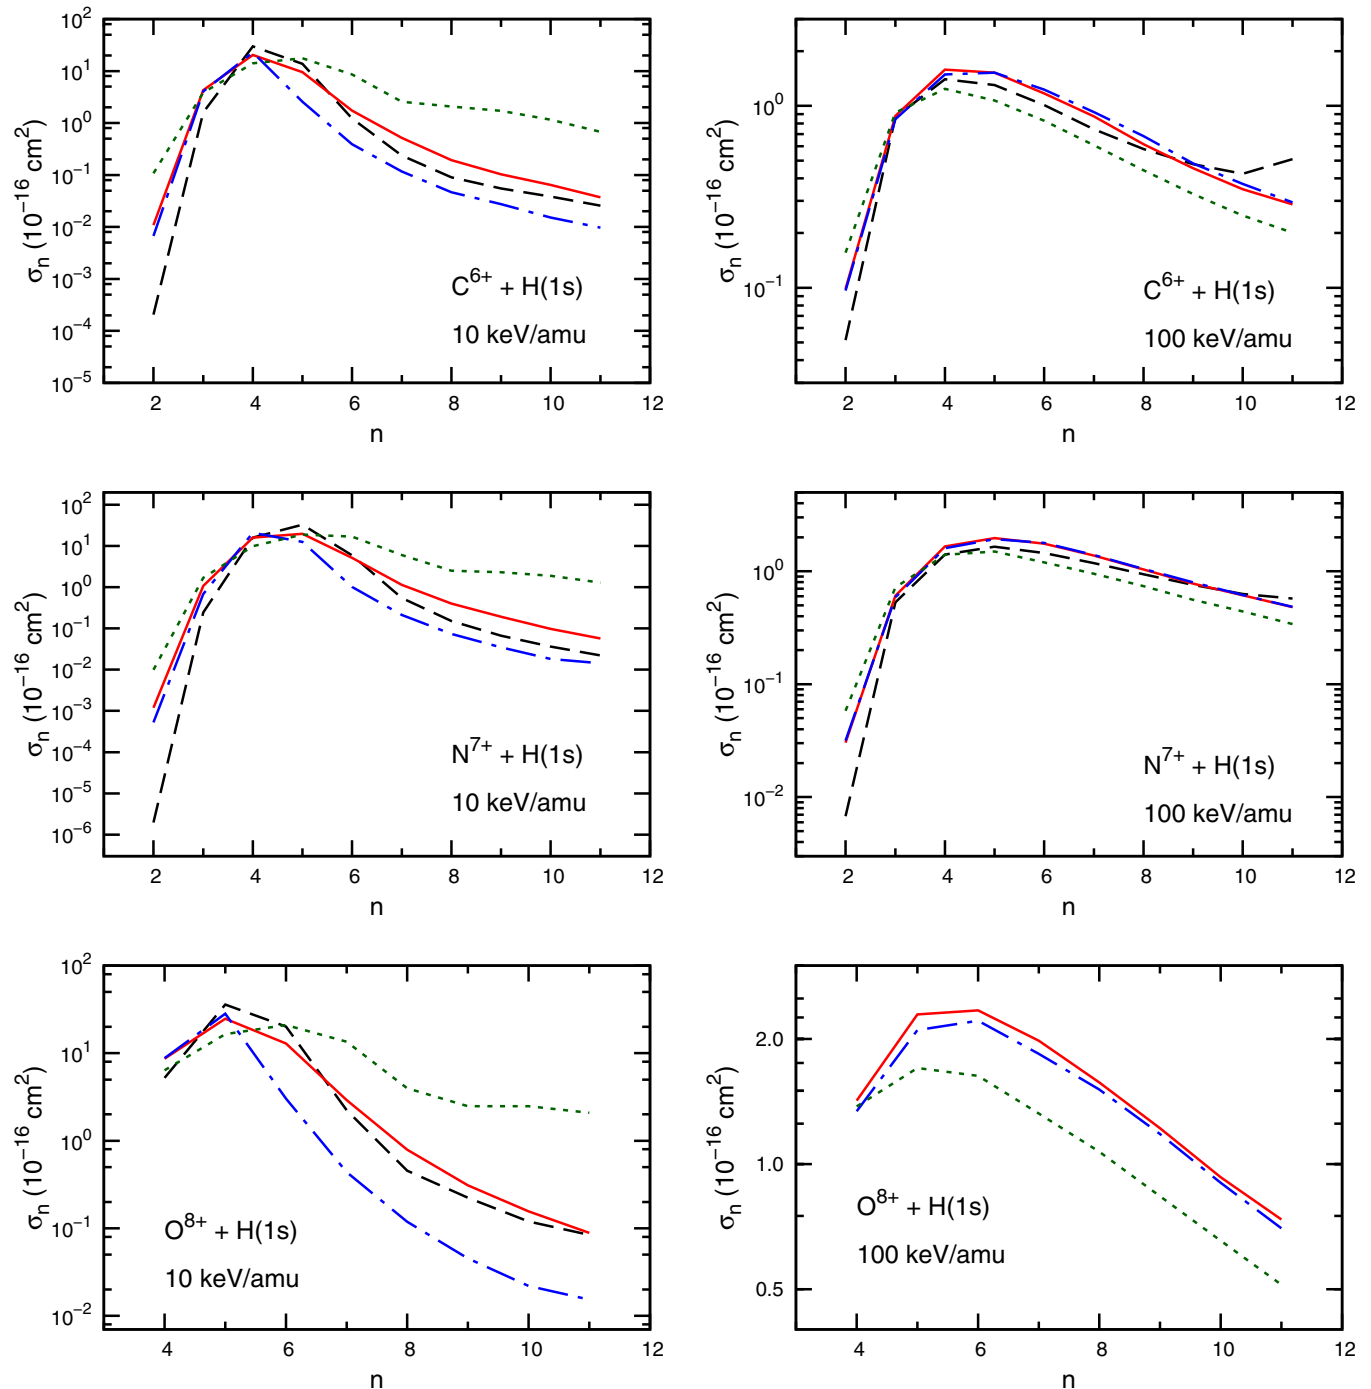 10² 10¹ 10⁰ 10⁻¹ 10⁻² 10⁻³ 10⁻⁴ 10⁻⁵
σₙ (10⁻¹⁶ cm²)
C⁶⁺ + H(1s)
10 keV/amu
2 4 6 8 10 12
n
10⁰ 10⁻¹
σₙ (10⁻¹⁶ cm²)
C⁶⁺ + H(1s)
100 keV/amu
2 4 6 8 10 12
n
10² 10¹ 10⁰ 10⁻¹ 10⁻² 10⁻³ 10⁻⁴ 10⁻⁵ 10⁻⁶
σₙ (10⁻¹⁶ cm²)
N⁷⁺ + H(1s)
10 keV/amu
2 4 6 8 10 12
n
10⁰ 10⁻¹ 10⁻²
σₙ (10⁻¹⁶ cm²)
N⁷⁺ + H(1s)
100 keV/amu
2 4 6 8 10 12
n
10² 10¹ 10⁰ 10⁻¹ 10⁻²
σₙ (10⁻¹⁶ cm²)
O⁸⁺ + H(1s)
10 keV/amu
4 6 8 10 12
n
2.0 1.0 0.5
σₙ (10⁻¹⁶ cm²)
O⁸⁺ + H(1s)
100 keV/amu
4 6 8 10 12
n